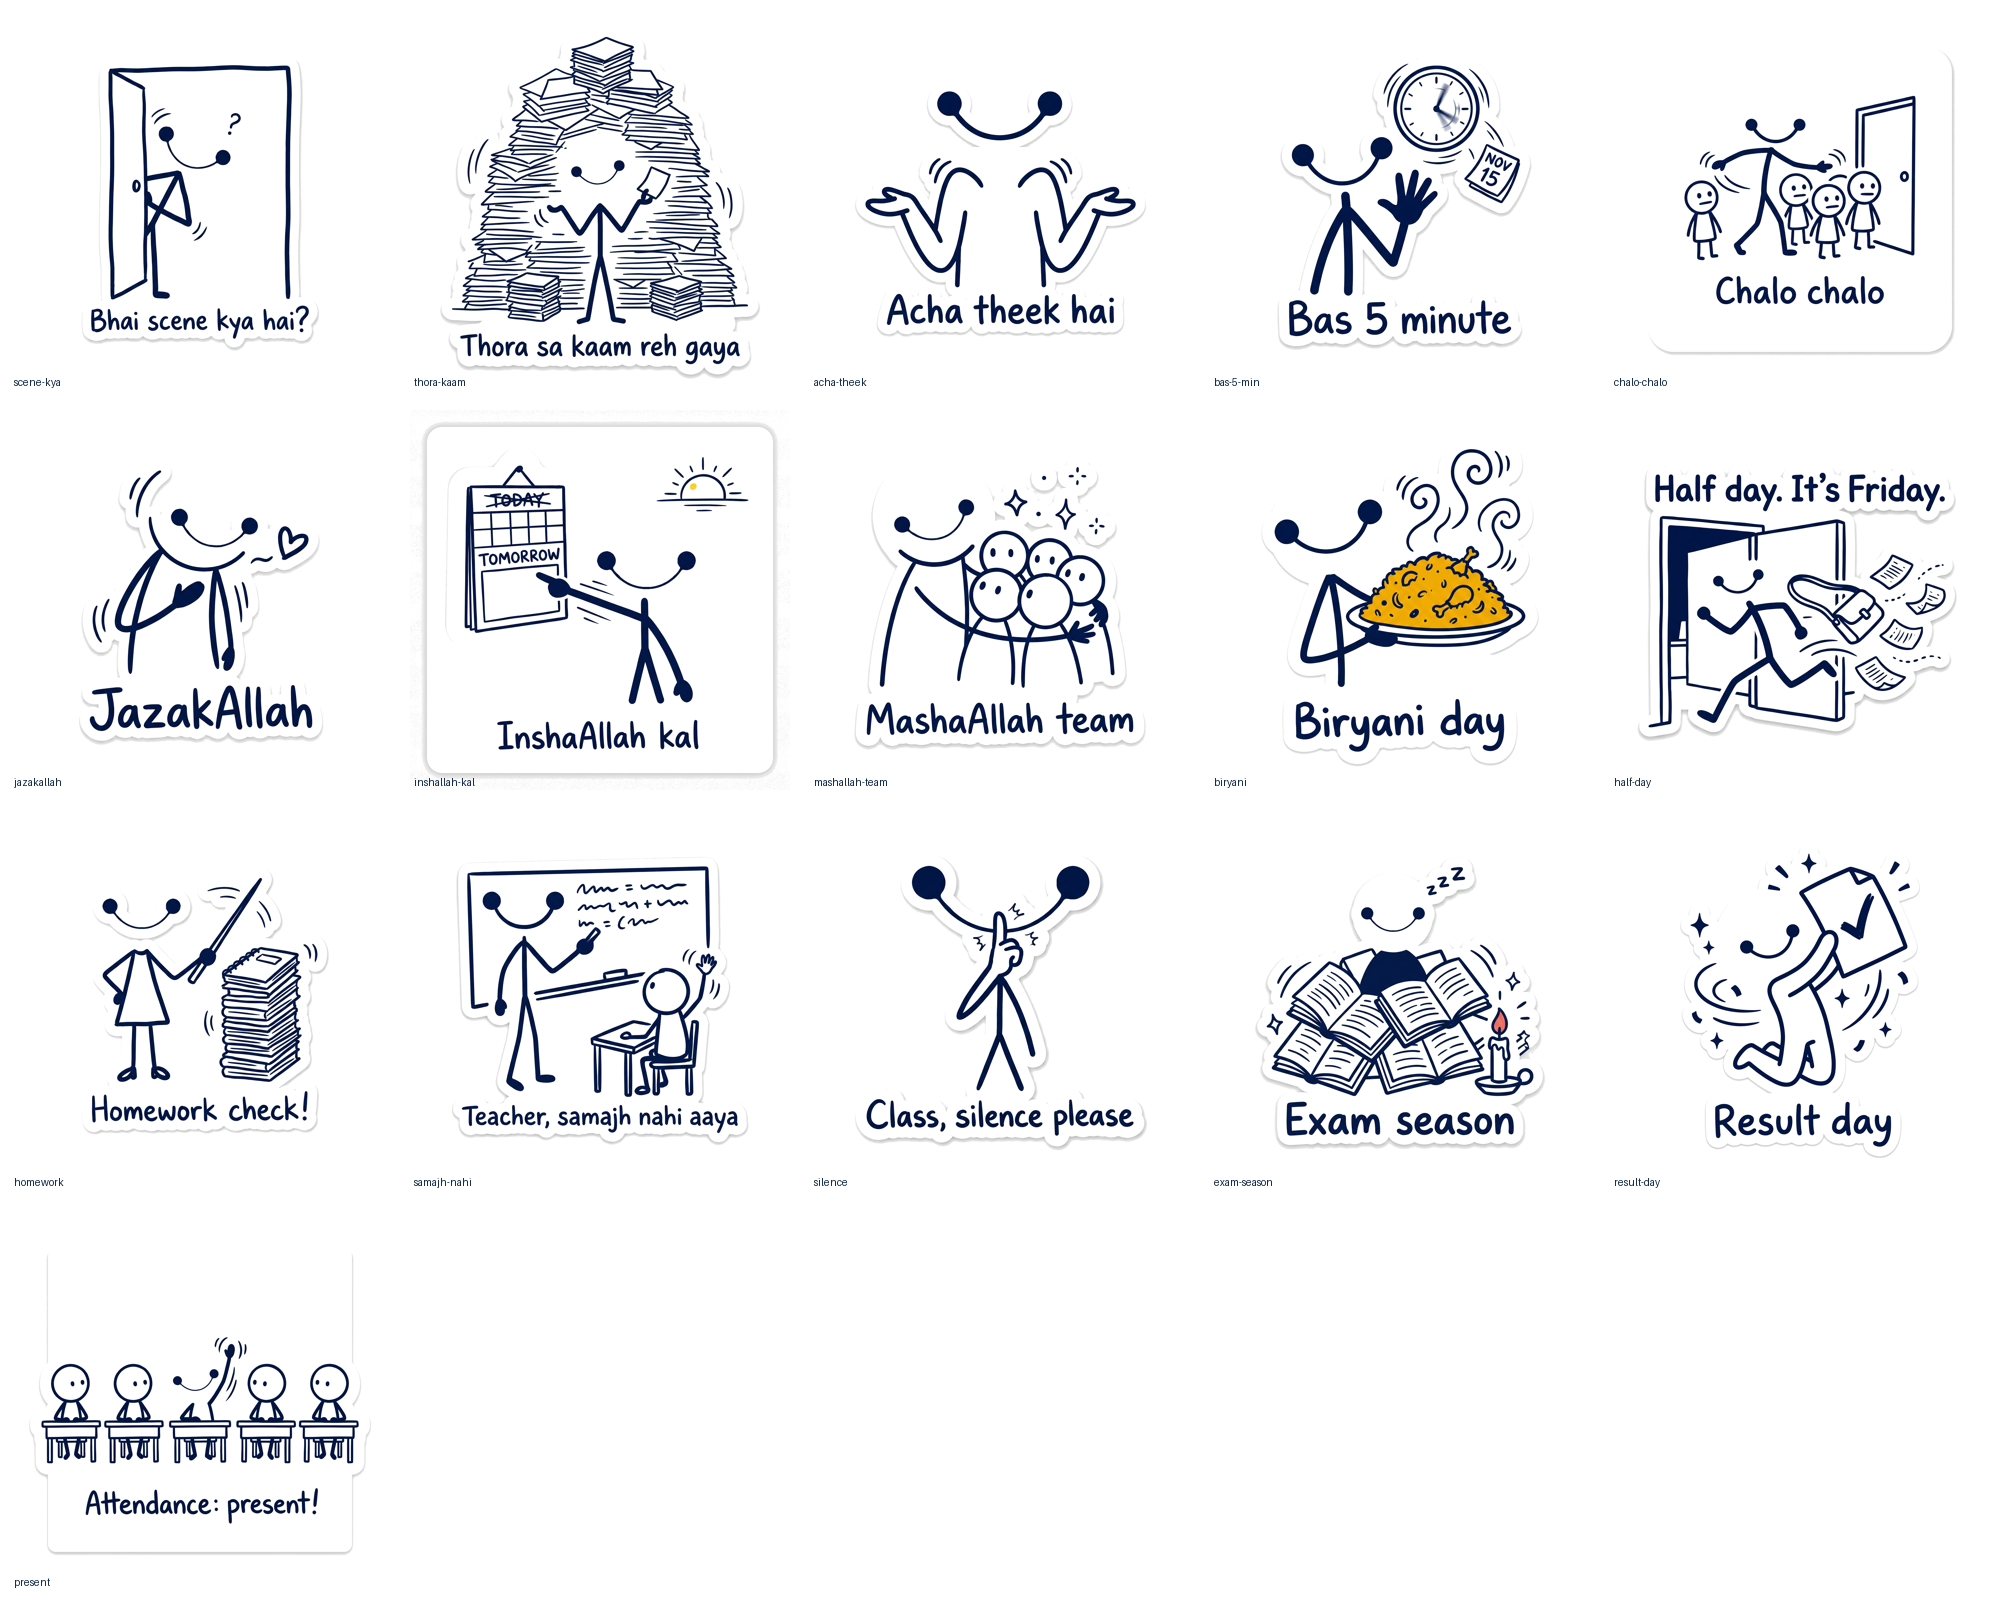 ?
Bhai scene kya hai?
scene-kya
Thora sa kaam reh gaya
thora-kaam
Acha theek hai
acha-theek
NOV
15
Bas 5 minute
bas-5-min
Chalo chalo
chalo-chalo
JazakAllah
jazakallah
TODAY
TOMORROW
InshaAllah kal
inshallah-kal
MashaAllah team
mashallah-team
Biryani day
biryani
Half day. It's Friday.
half-day
Homework check!
homework
Teacher, samajh nahi aaya
samajh-nahi
Class, silence please
silence
z z z
Exam season
exam-season
Result day
result-day
Attendance: present!
present